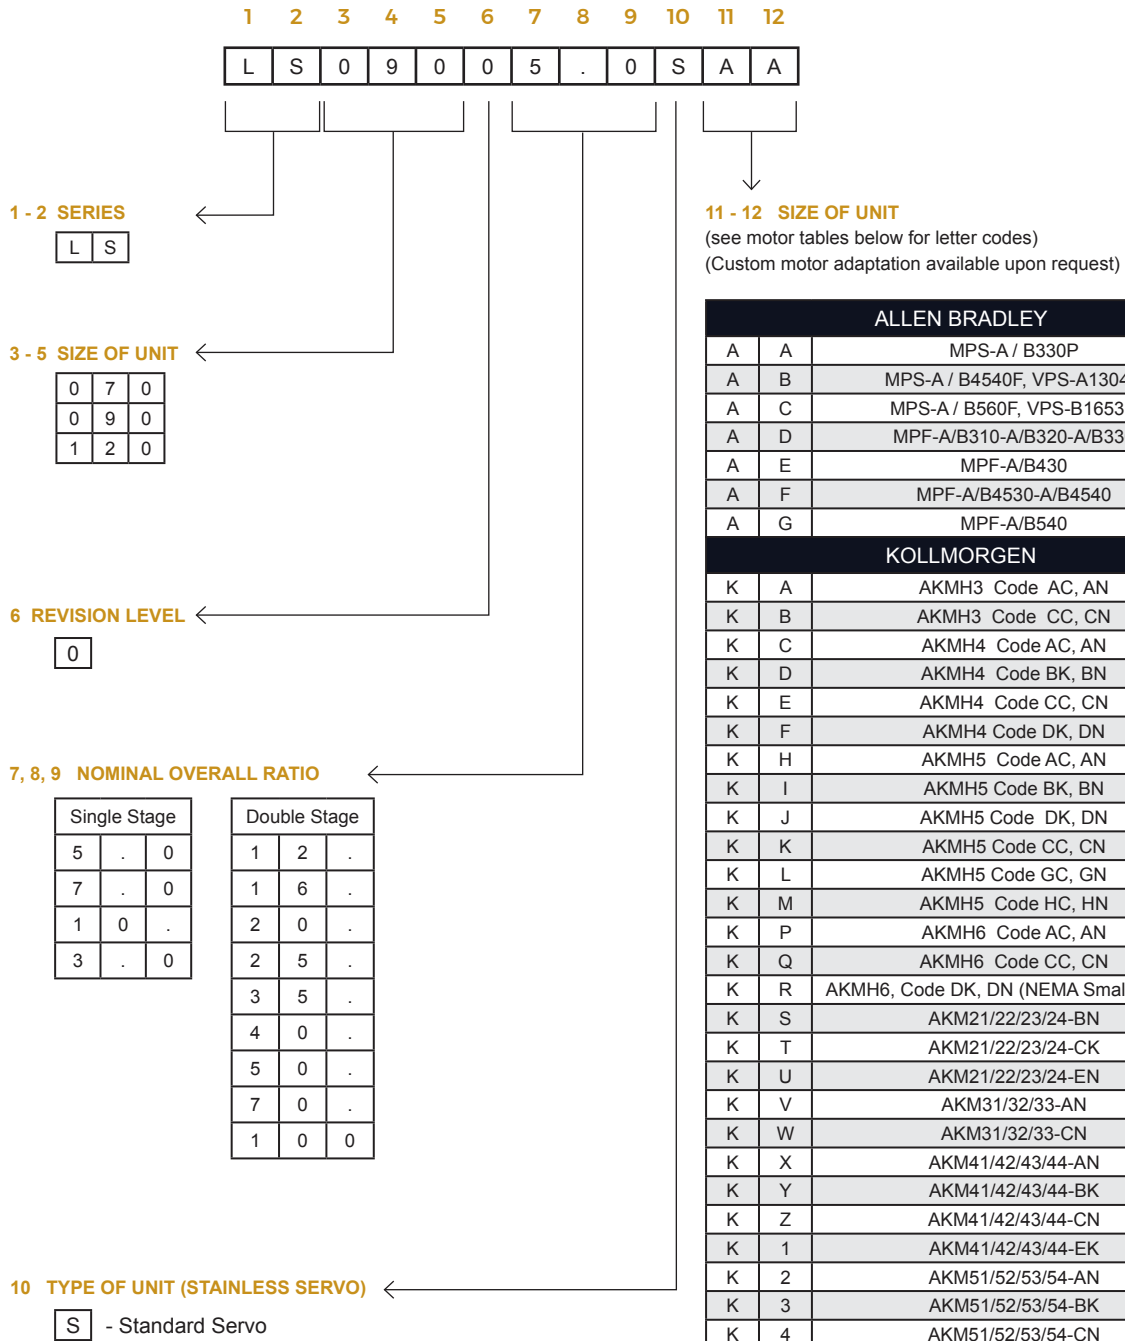 1 2 3 4 5 6 7 8 9 10 11 12
L S 0 9 0 0 5 . 0 S A A
1 - 2 SERIES
L S
3 - 5 SIZE OF UNIT
0 7 0
0 9 0
1 2 0
6 REVISION LEVEL
0
7, 8, 9 NOMINAL OVERALL RATIO
Single Stage
5 . 0
7 . 0
1 0 .
3 . 0
Double Stage
1 2 .
1 6 .
2 0 .
2 5 .
3 5 .
4 0 .
5 0 .
7 0 .
1 0 0
10 TYPE OF UNIT (STAINLESS SERVO)
S - Standard Servo
11 - 12 SIZE OF UNIT
(see motor tables below for letter codes)
(Custom motor adaptation available upon request)
ALLEN BRADLEY
A A MPS-A / B330P
A B MPS-A / B4540F, VPS-A1304
A C MPS-A / B560F, VPS-B1653
A D MPF-A/B310-A/B320-A/B33
A E MPF-A/B430
A F MPF-A/B4530-A/B4540
A G MPF-A/B540
KOLLMORGEN
K A AKMH3 Code AC, AN
K B AKMH3 Code CC, CN
K C AKMH4 Code AC, AN
K D AKMH4 Code BK, BN
K E AKMH4 Code CC, CN
K F AKMH4 Code DK, DN
K H AKMH5 Code AC, AN
K I AKMH5 Code BK, BN
K J AKMH5 Code DK, DN
K K AKMH5 Code CC, CN
K L AKMH5 Code GC, GN
K M AKMH5 Code HC, HN
K P AKMH6 Code AC, AN
K Q AKMH6 Code CC, CN
K R AKMH6, Code DK, DN (NEMA Smal
K S AKM21/22/23/24-BN
K T AKM21/22/23/24-CK
K U AKM21/22/23/24-EN
K V AKM31/32/33-AN
K W AKM31/32/33-CN
K X AKM41/42/43/44-AN
K Y AKM41/42/43/44-BK
K Z AKM41/42/43/44-CN
K 1 AKM41/42/43/44-EK
K 2 AKM51/52/53/54-AN
K 3 AKM51/52/53/54-BK
K 4 AKM51/52/53/54-CN